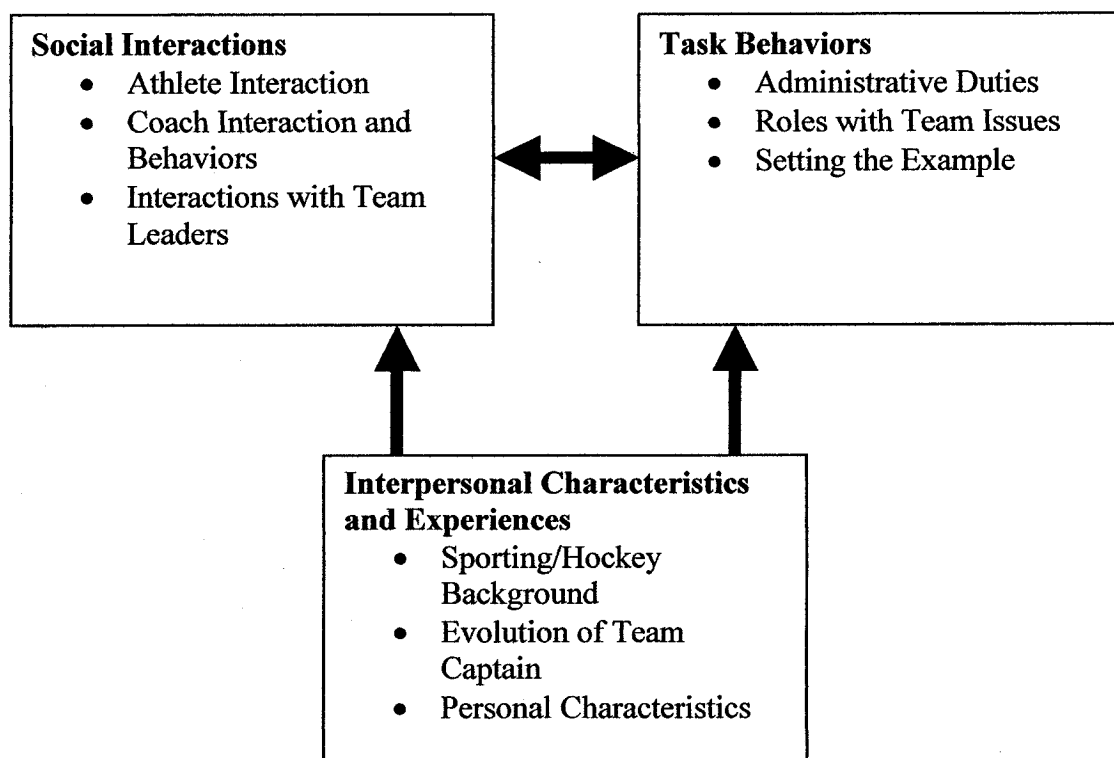 Social Interactions
• Athlete Interaction
• Coach Interaction and
Behaviors
• Interactions with Team
Leaders
Task Behaviors
• Administrative Duties
• Roles with Team Issues
• Setting the Example
Interpersonal Characteristics
and Experiences
• Sporting/Hockey
Background
• Evolution of Team
Captain
• Personal Characteristics